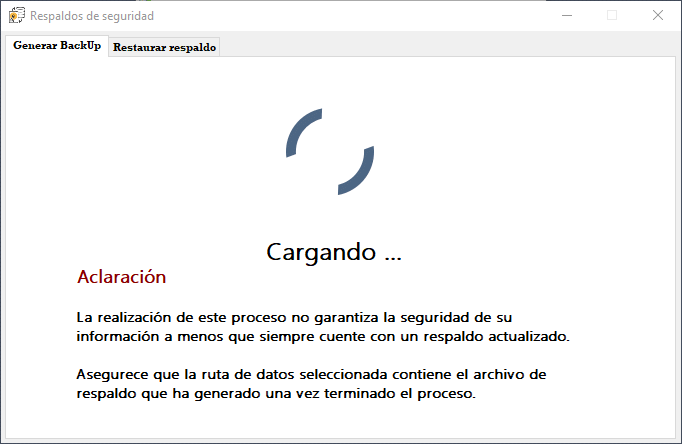 Respaldos de seguridad
Generar BackUp
Restaurar respaldo
Cargando ...
Aclaración
La realización de este proceso no garantiza la seguridad de su
información a menos que siempre cuente con un respaldo actualizado.
Asegurece que la ruta de datos seleccionada contiene el archivo de
respaldo que ha generado una vez terminado el proceso.